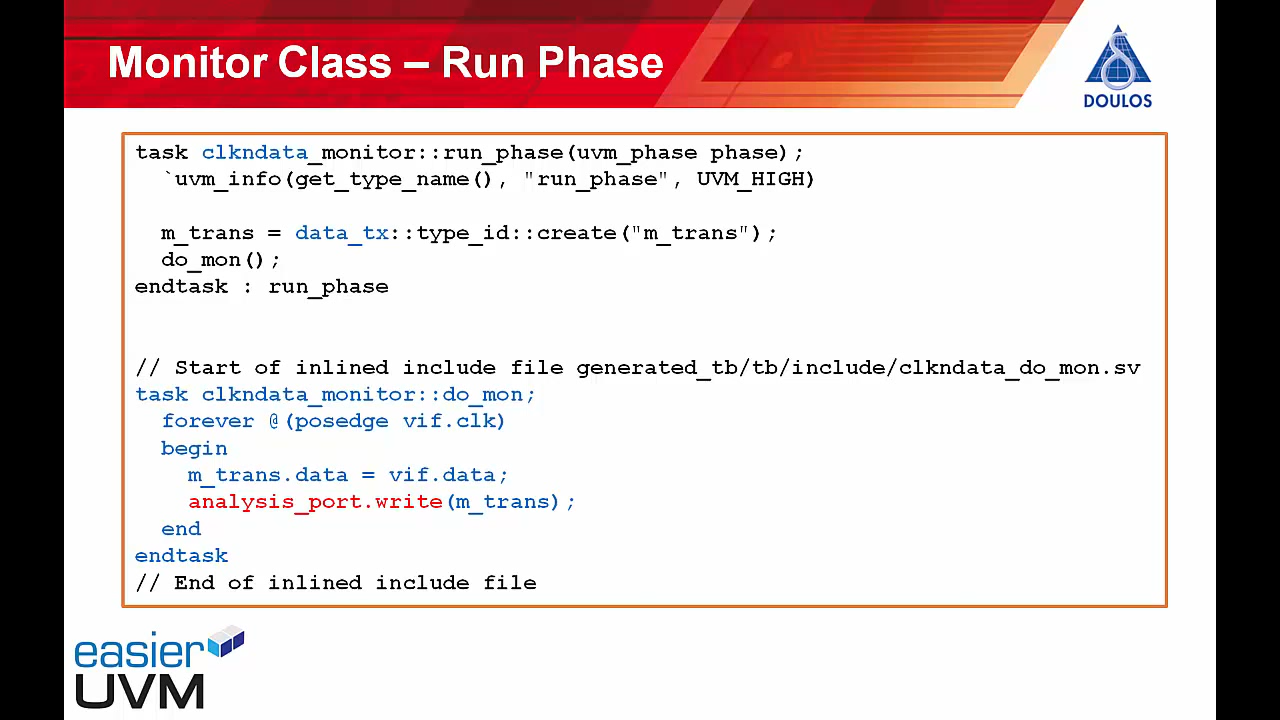 Monitor Class – Run Phase
DOULOS
task clkndata_monitor::run_phase(uvm_phase phase);
`uvm_info(get_type_name(), "run_phase", UVM_HIGH)
m_trans = data_tx::type_id::create("m_trans");
do_mon();
endtask : run_phase
// Start of inlined include file generated_tb/tb/include/clkndata_do_mon.sv
task clkndata_monitor::do_mon;
forever @(posedge vif.clk)
begin
m_trans.data = vif.data;
analysis_port.write(m_trans);
end
endtask
// End of inlined include file
easier
UVM